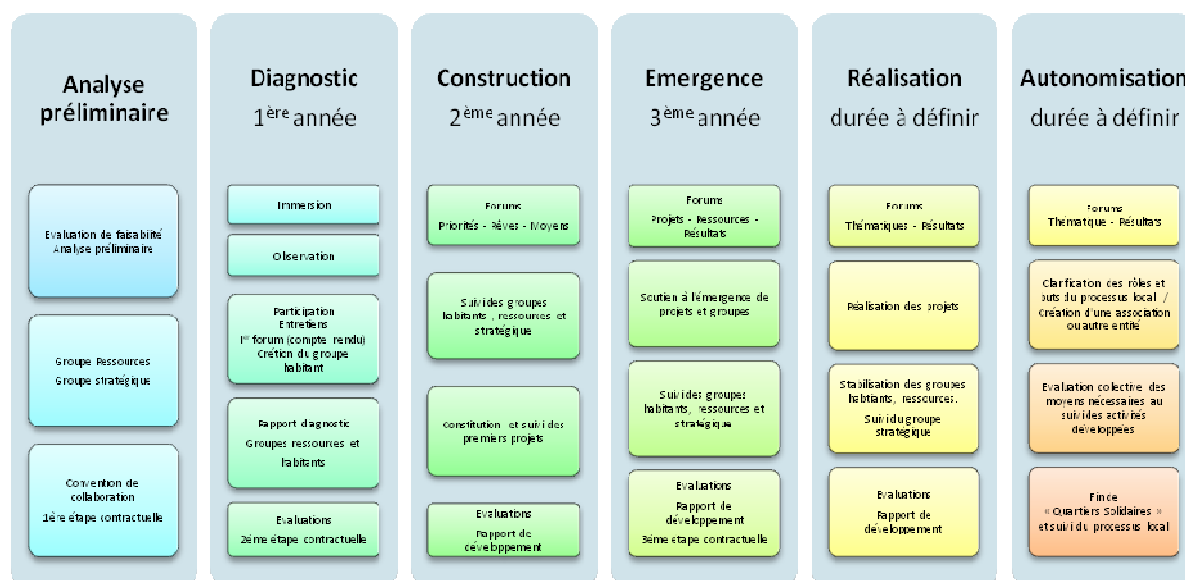 Analyse
préliminaire
Evaluation de faisabilité
Analyse préliminaire
Groupe Ressources
Groupe stratégique
Convention de
collaboration
1ère étape contractuelle
Diagnostic
1ère année
Immersion
Observation
Participation
Entretiens
1er forum (compte rendu)
Crétion du groupe
habitant
Rapport diagnostic
Groupes ressources et
habitants
Evaluations
2ème étape contractuelle
Construction
2ème année
Forums
Priorités - Rêves - Moyens
Suivi des groupes
habitants , ressources et
stratégique
Constitution et suivi des
premiers projets
Evaluations
Rapport de
développement
Emergence
3ème année
Forums
Projets - Ressources -
Résultats
Soutien à l'émergence de
projets et groupes
Suivi des groupes
habitants, ressources et
stratégique
Evaluations
Rapport de
développement
3ème etape contractuelle
Réalisation
durée à définir
Forums
Thématiques - Résultats
Réalisation des projets
Stabilisation des groupes
habtiants, ressources.
Suivi du groupe
stratégique
Evaluations
Rapport de
développement
Autonomisation
durée à définir
Forums
Thématque - Résultats
Clarification des rôles et
buts du processus local /
Création d'une association
ou autre entité
Evaluation collective des
moyens nécessaires au
suivi des activités
développées
Fin de
« Quartiers Solidaires »
et suivi du processus local